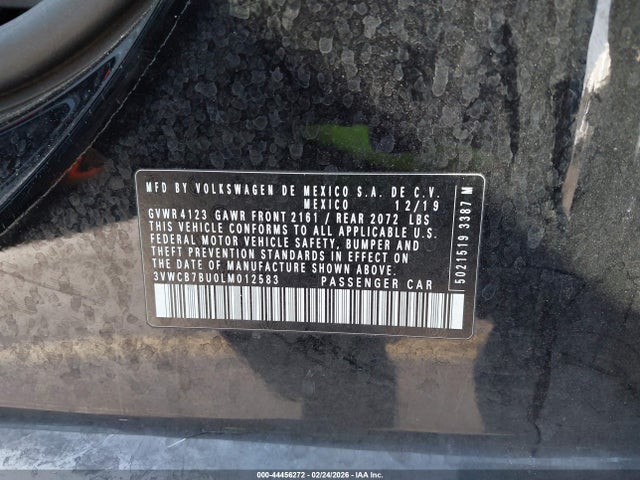 MFD BY VOLKSWAGEN DE MEXICO S.A. DE C.V.
MEXICO 12/19
GVWR 4123 GAWR FRONT 2161 / REAR 2072 LBS
THIS VEHICLE CONFORMS TO ALL APPLICABLE U.S.
FEDERAL MOTOR VEHICLE SAFETY, BUMPER AND
THEFT PREVENTION STANDARDS IN EFFECT ON THE
DATE OF MANUFACTURE SHOWN ABOVE.
3VWCB7BU0LM012583 PASSENGER CAR
5021519 3387 M
000-44456272 - 02/24/2026 - IAA Inc.